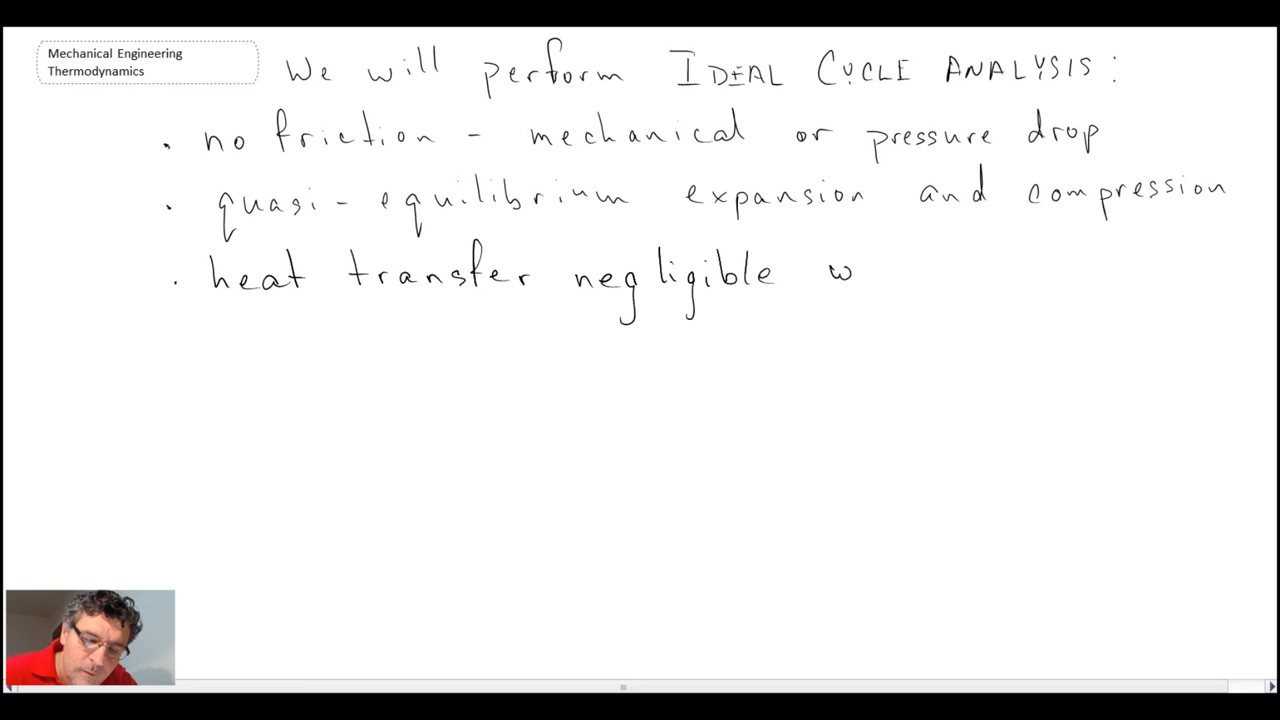 Mechanical Engineering
Thermodynamics
We will perform IDEAL CYCLE ANALYSIS:
• no friction - mechanical or pressure drop
• quasi-equilibrium expansion and compression
• heat transfer negligible w